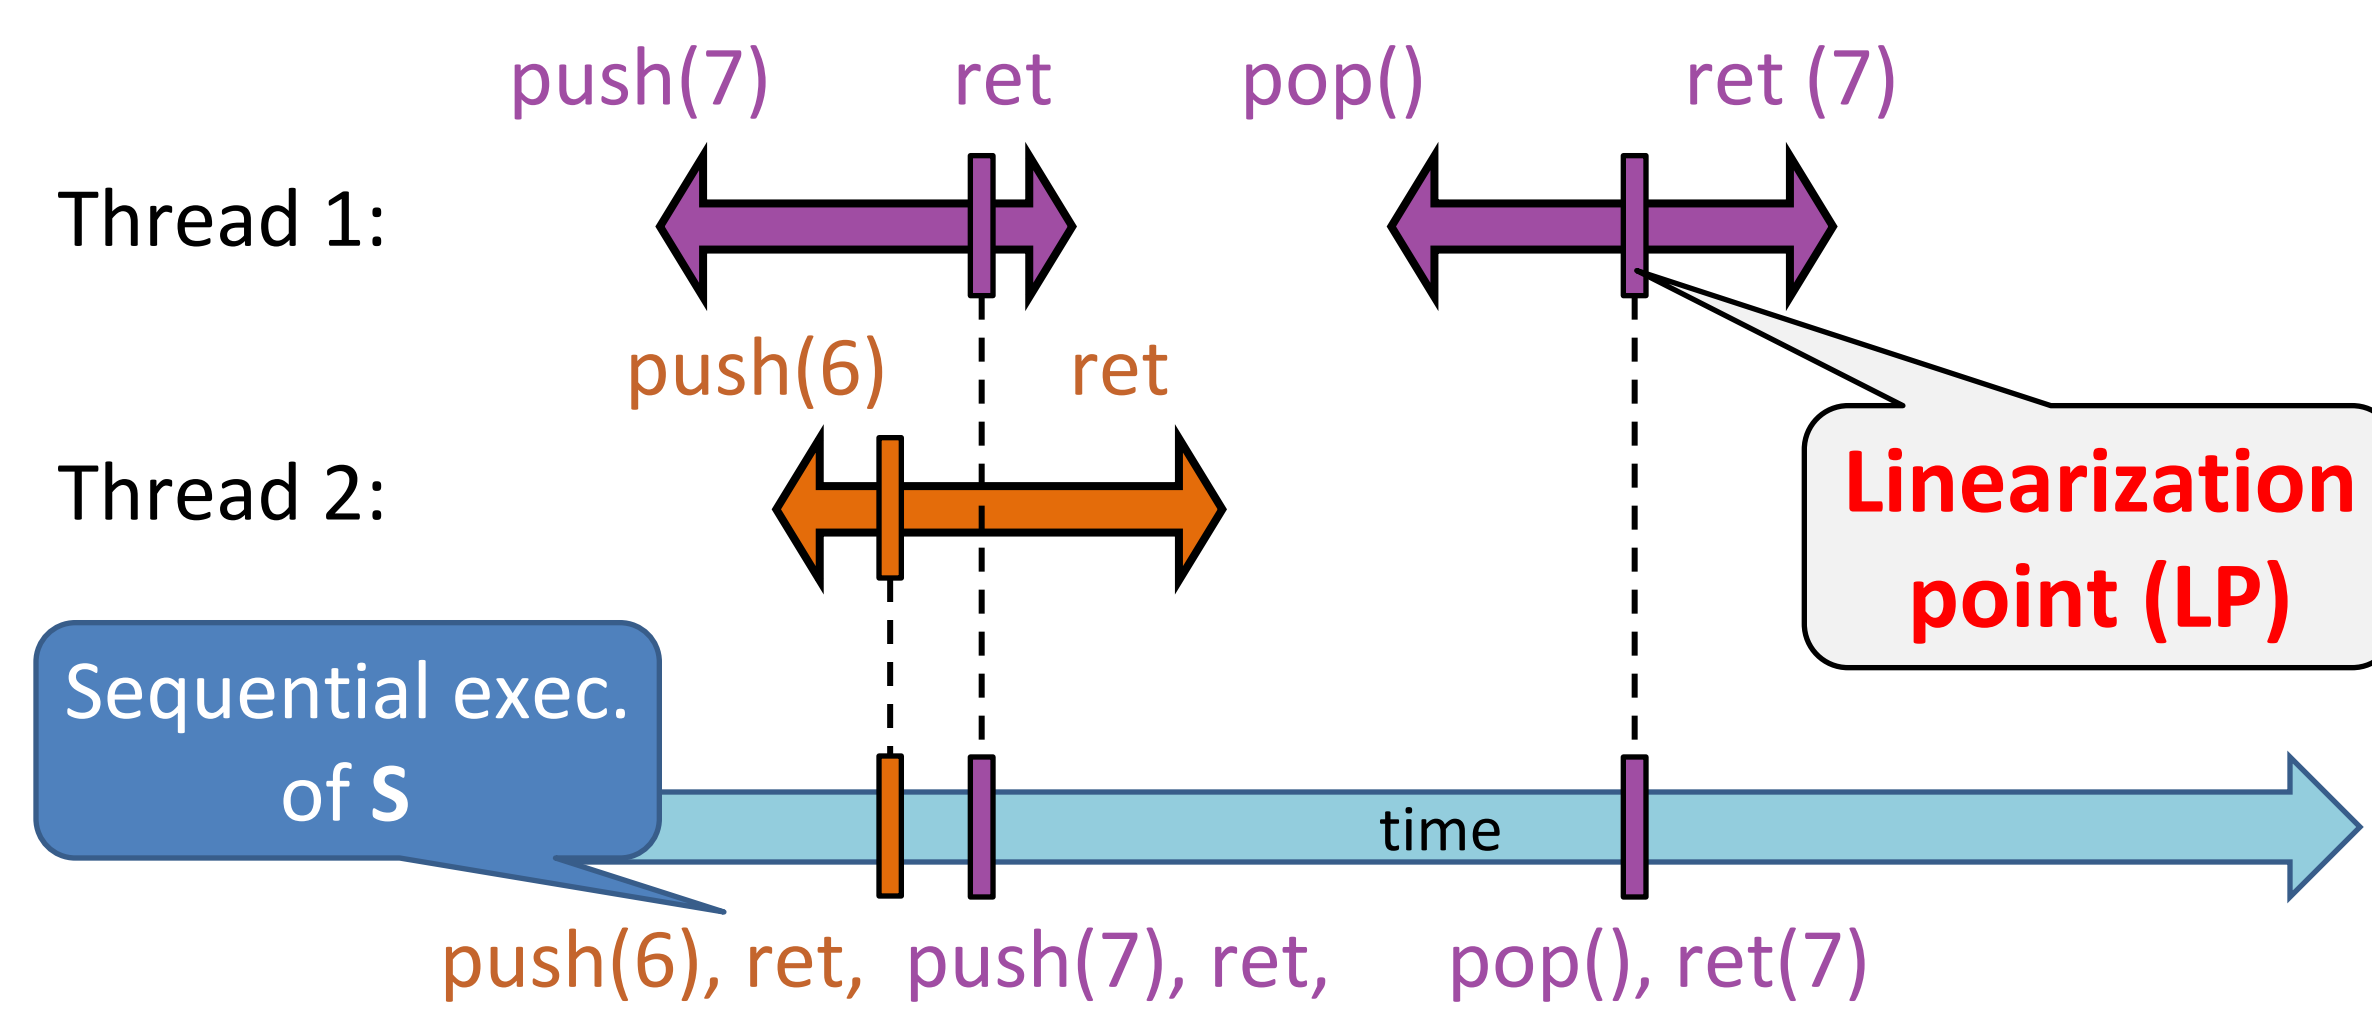 push(7) ret pop() ret (7)
Thread 1:
push(6) ret
Thread 2:
Linearization
point (LP)
Sequential exec.
of S
time
push(6), ret, push(7), ret, pop(), ret(7)